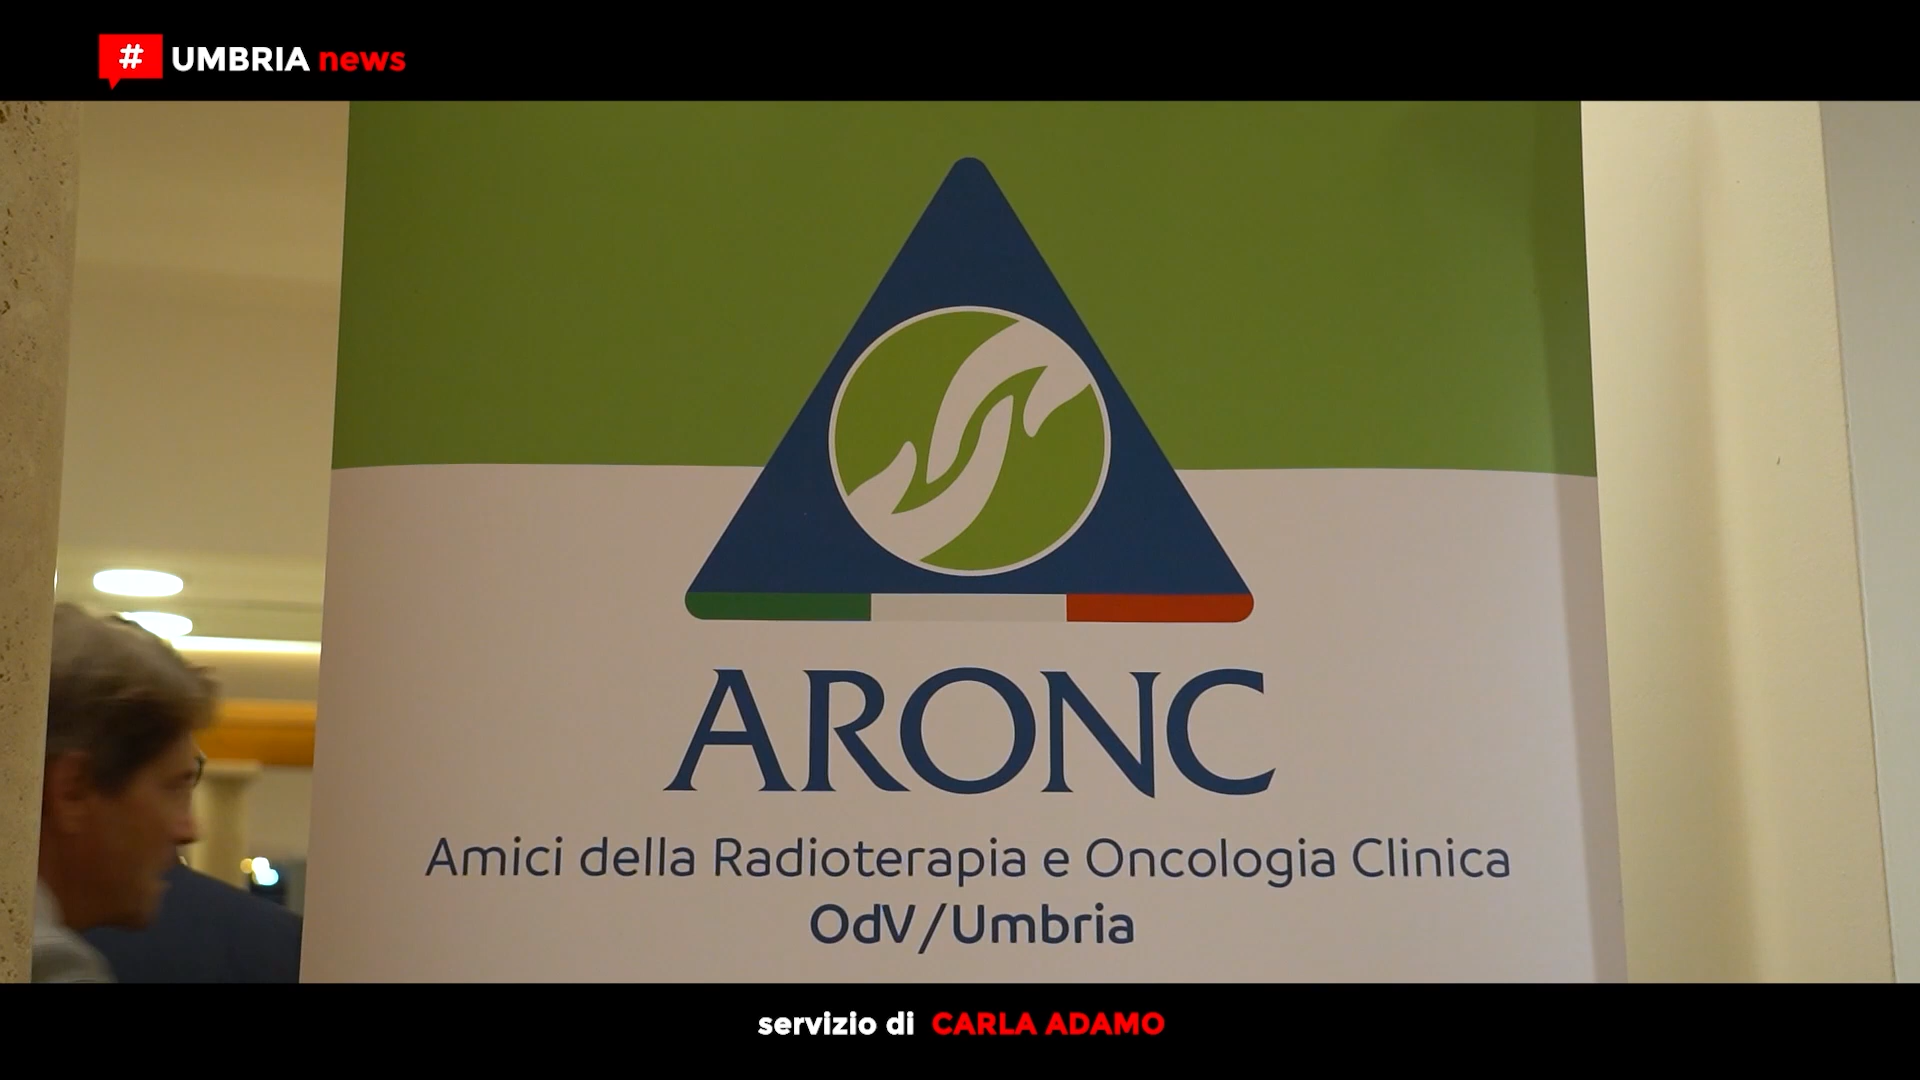 # UMBRIA news
ARONC
Amici della Radioterapia e Oncologia Clinica
OdV/Umbria
servizio di CARLA ADAMO